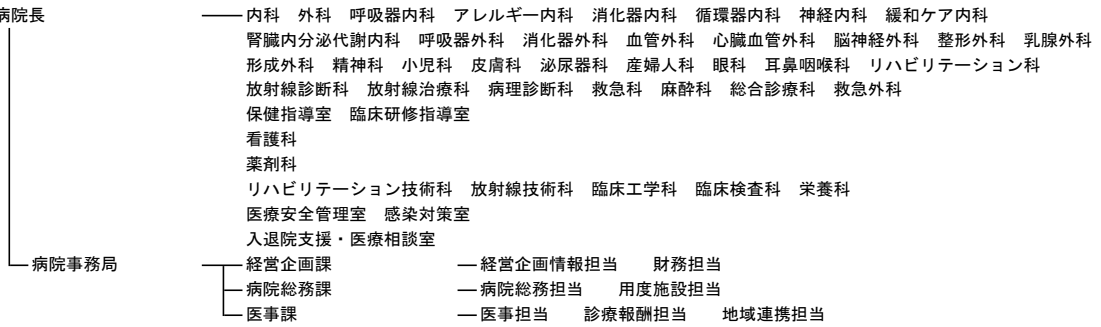 病院長 内科 外科 呼吸器内科 アレルギー内科 消化器内科 循環器内科 神経内科 緩和ケア内科
腎臓内分泌代謝内科 呼吸器外科 消化器外科 血管外科 心臓血管外科 脳神経外科 整形外科 乳腺外科
形成外科 精神科 小児科 皮膚科 泌尿器科 産婦人科 眼科 耳鼻咽喉科 リハビリテーション科
放射線診断科 放射線治療科 病理診断科 救急科 麻酔科 総合診療科 救急外科
保健指導室 臨床研修指導室
看護科
薬剤科
リハビリテーション技術科 放射線技術科 臨床工学科 臨床検査科 栄養科
医療安全管理室 感染対策室
入退院支援・医療相談室
病院事務局 経営企画課 経営企画情報担当 財務担当
病院総務課 病院総務担当 用度施設担当
医事課 医事担当 診療報酬担当 地域連携担当